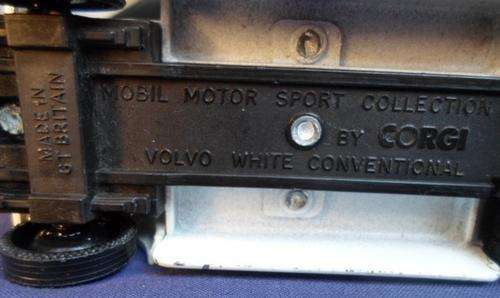 MADE IN
GT BRITAIN
MOBIL MOTOR SPORT COLLECTION
BY CORGI
VOLVO WHITE CONVENTIONAL